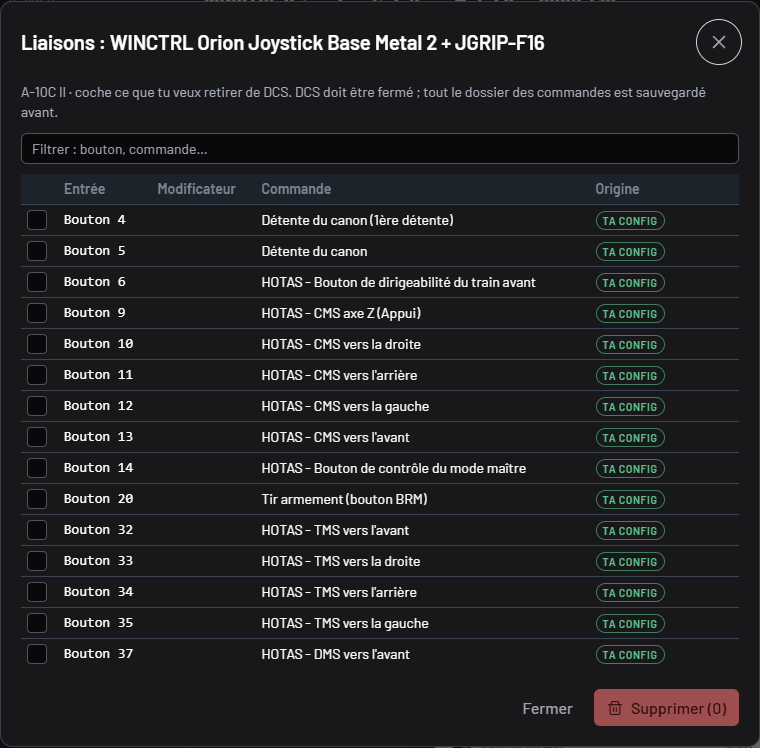 Liaisons : WINCTRL Orion Joystick Base Metal 2 + JGRIP-F16
A-10C II · coche ce que tu veux retirer de DCS. DCS doit être fermé ; tout le dossier des commandes est sauvegardé
avant.
Filtrer : bouton, commande...
Entrée Modificateur Commande Origine
Bouton 4 Détente du canon (1ère détente) TA CONFIG
Bouton 5 Détente du canon TA CONFIG
Bouton 6 HOTAS - Bouton de dirigeabilité du train avant TA CONFIG
Bouton 9 HOTAS - CMS axe Z (Appui) TA CONFIG
Bouton 10 HOTAS - CMS vers la droite TA CONFIG
Bouton 11 HOTAS - CMS vers l'arrière TA CONFIG
Bouton 12 HOTAS - CMS vers la gauche TA CONFIG
Bouton 13 HOTAS - CMS vers l'avant TA CONFIG
Bouton 14 HOTAS - Bouton de contrôle du mode maître TA CONFIG
Bouton 20 Tir armement (bouton BRM) TA CONFIG
Bouton 32 HOTAS - TMS vers l'avant TA CONFIG
Bouton 33 HOTAS - TMS vers la droite TA CONFIG
Bouton 34 HOTAS - TMS vers l'arrière TA CONFIG
Bouton 35 HOTAS - TMS vers la gauche TA CONFIG
Bouton 37 HOTAS - DMS vers l'avant TA CONFIG
Fermer Supprimer (0)